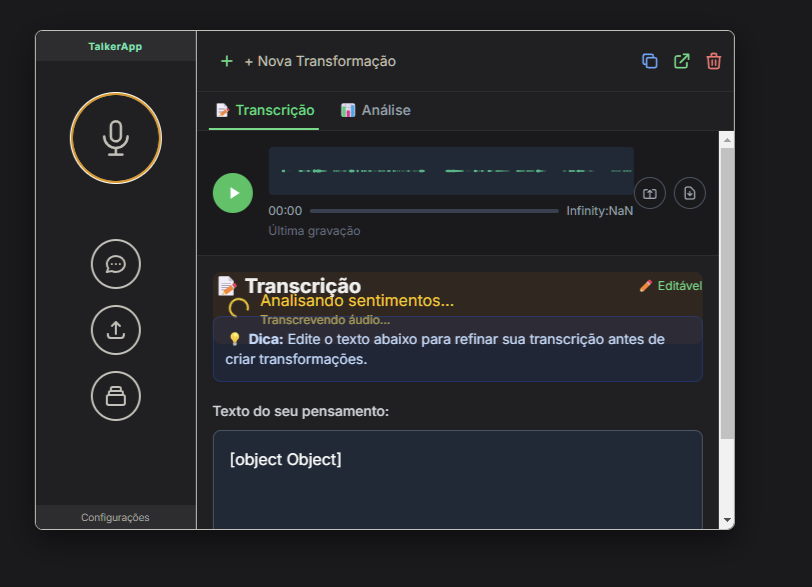 TalkerApp
+ + Nova Transformação
📝 Transcrição
📊 Análise
00:00
Infinity:NaN
Última gravação
📝 Transcrição
✏️ Editável
Analisando sentimentos...
Transcrevendo áudio...
💡 Dica: Edite o texto abaixo para refinar sua transcrição antes de
criar transformações.
Texto do seu pensamento:
[object Object]
Configurações